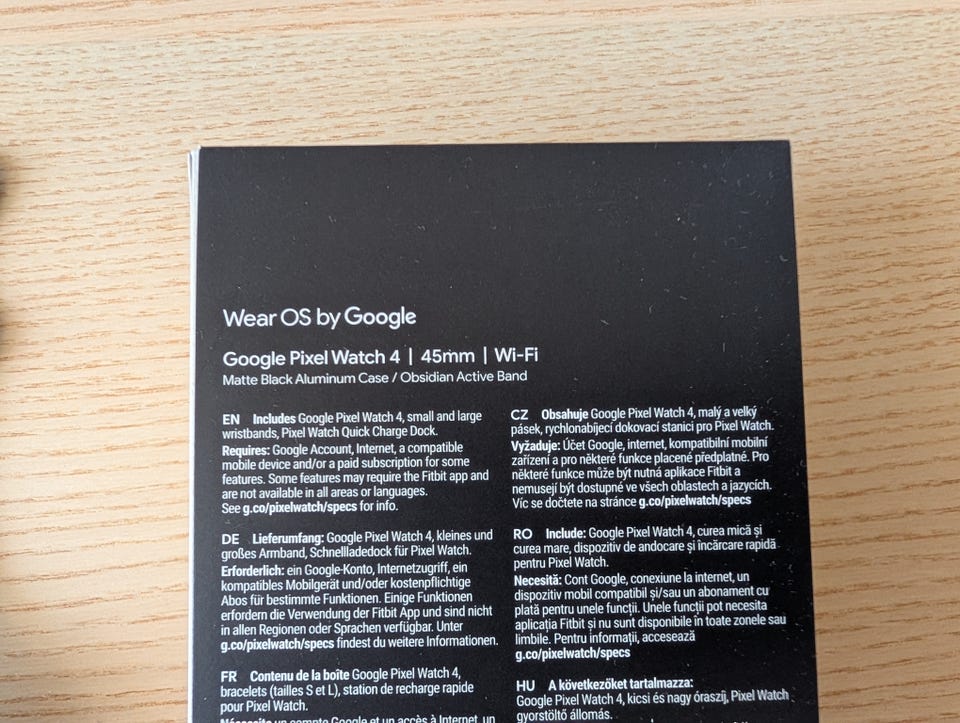 Wear OS by Google
Google Pixel Watch 4 | 45mm | Wi-Fi
Matte Black Aluminum Case / Obsidian Active Band
EN Includes Google Pixel Watch 4, small and large
wristbands, Pixel Watch Quick Charge Dock.
Requires: Google Account, Internet, a compatible
mobile device and/or a paid subscription for some
features. Some features may require the Fitbit app and
are not available in all areas or languages.
See g.co/pixelwatch/specs for info.
DE Lieferumfang: Google Pixel Watch 4, kleines und
großes Armband, Schnellladedock für Pixel Watch.
Erforderlich: ein Google-Konto, Internetzugriff, ein
kompatibles Mobilgerät und/oder kostenpflichtige
Abos für bestimmte Funktionen. Einige Funktionen
erfordern die Verwendung der Fitbit App und sind nicht
in allen Regionen oder Sprachen verfügbar. Unter
g.co/pixelwatch/specs findest du weitere Informationen.
FR Contenu de la boîte Google Pixel Watch 4,
bracelets (tailles S et L), station de recharge rapide
pour Pixel Watch.
Nécessite un compte Google et un accès à Internet, un
CZ Obsahuje Google Pixel Watch 4, malý a velký
pásek, rychlonabíjecí dokovací stanici pro Pixel Watch.
Vyžaduje: Účet Google, internet, kompatibilní mobilní
zařízení a pro některé funkce placené předplatné. Pro
některé funkce může být nutná aplikace Fitbit a
nemusejí být dostupné ve všech oblastech a jazycích.
Víc se dočtete na stránce g.co/pixelwatch/specs
RO Include: Google Pixel Watch 4, curea mică și
curea mare, dispozitiv de andocare și încărcare rapidă
pentru Pixel Watch.
Necesită: Cont Google, conexiune la internet, un
dispozitiv mobil compatibil și/sau un abonament cu
plată pentru unele funcții. Unele funcții pot necesita
aplicația Fitbit și nu sunt disponibile în toate zonele sau
limbile. Pentru informații, accesează
g.co/pixelwatch/specs
HU A következőket tartalmazza:
Google Pixel Watch 4, kicsi és nagy óraszíj, Pixel Watch
gyorstöltő állomás.